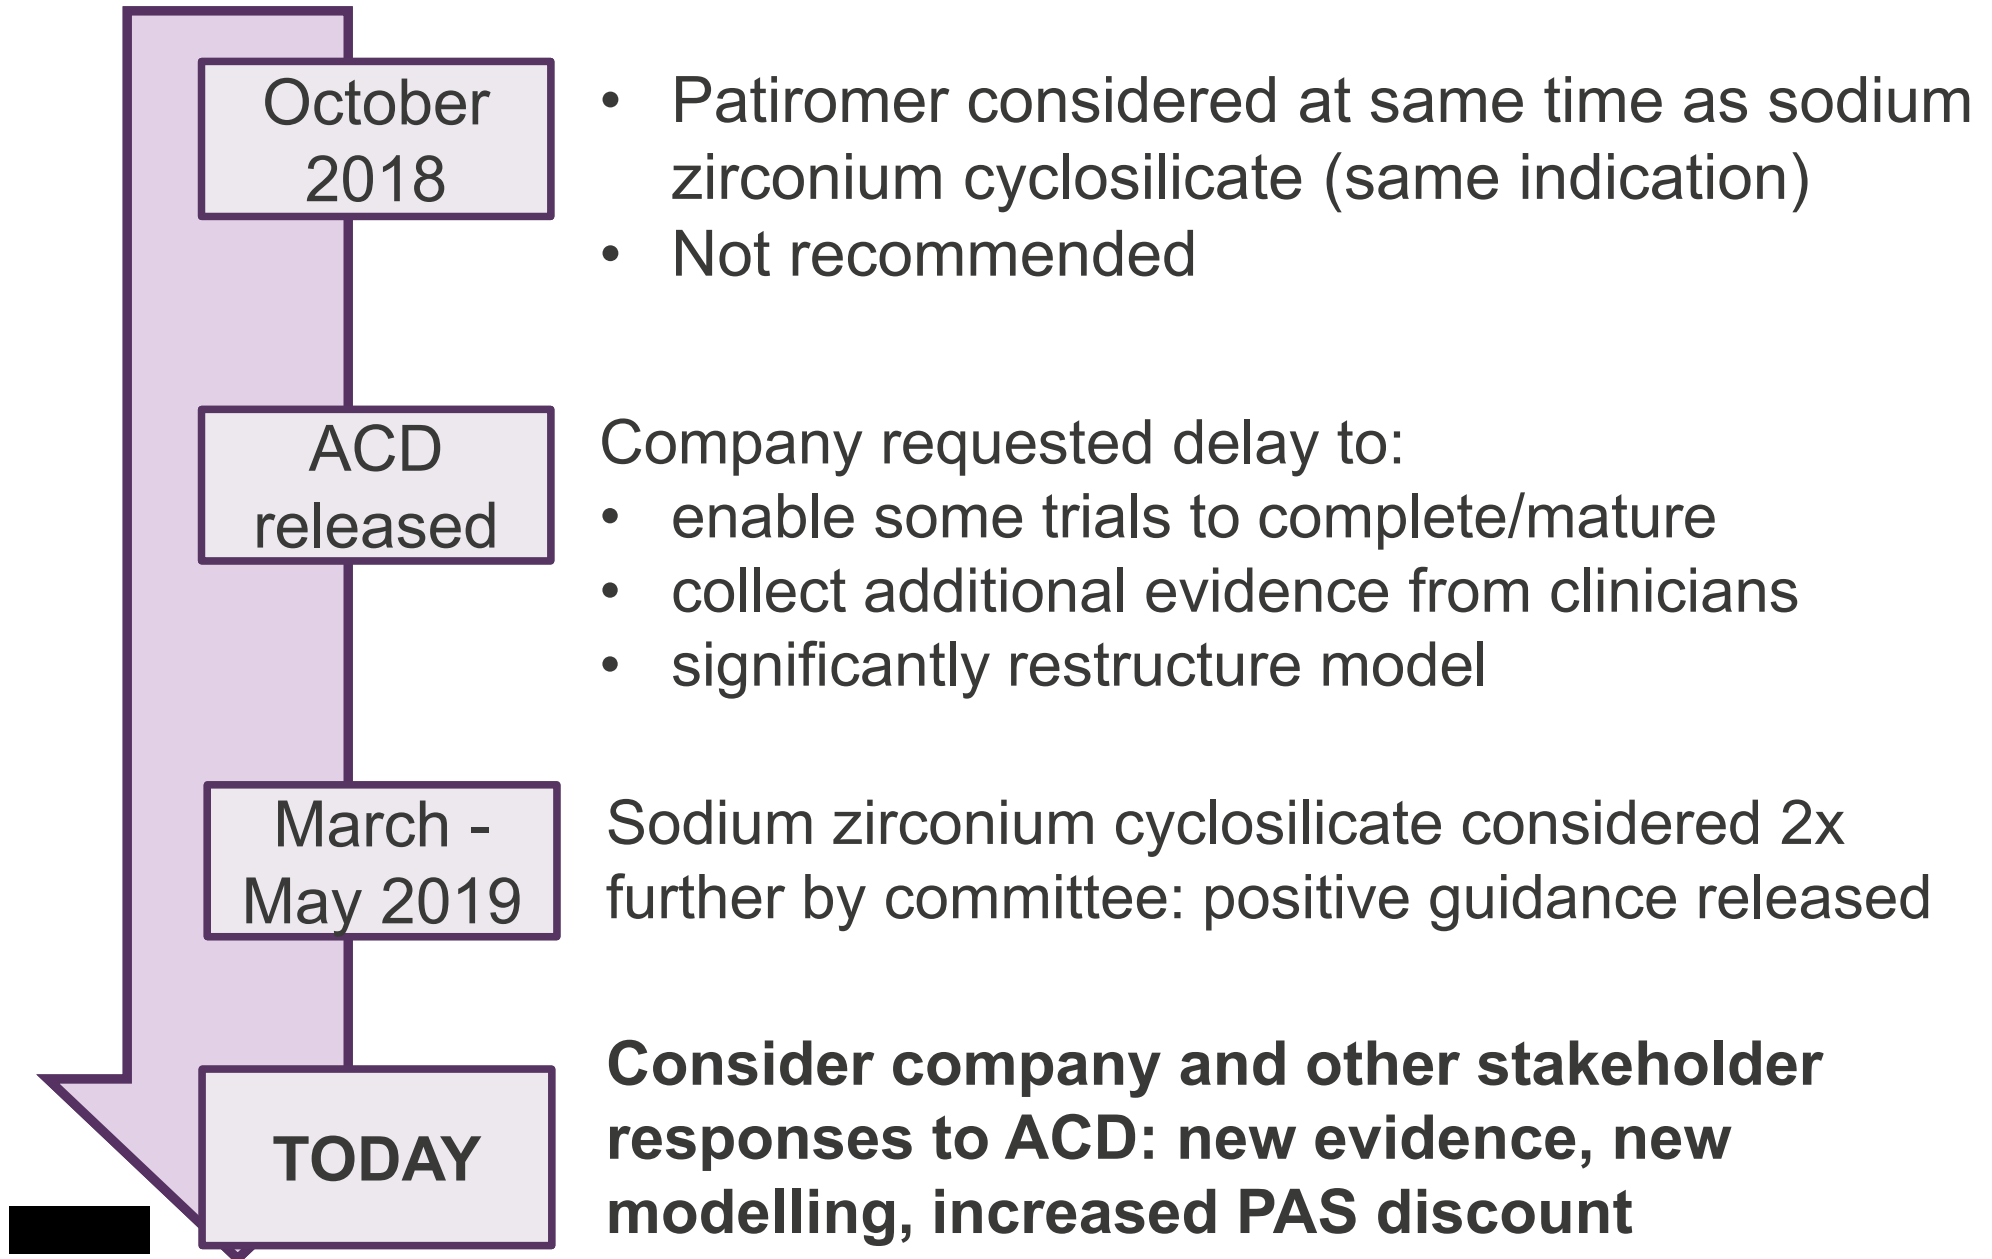 October
2018
• Patiromer considered at same time as sodium
zirconium cyclosilicate (same indication)
• Not recommended
ACD
released
Company requested delay to:
• enable some trials to complete/mature
• collect additional evidence from clinicians
• significantly restructure model
March -
May 2019
Sodium zirconium cyclosilicate considered 2x
further by committee: positive guidance released
TODAY
Consider company and other stakeholder
responses to ACD: new evidence, new
modelling, increased PAS discount